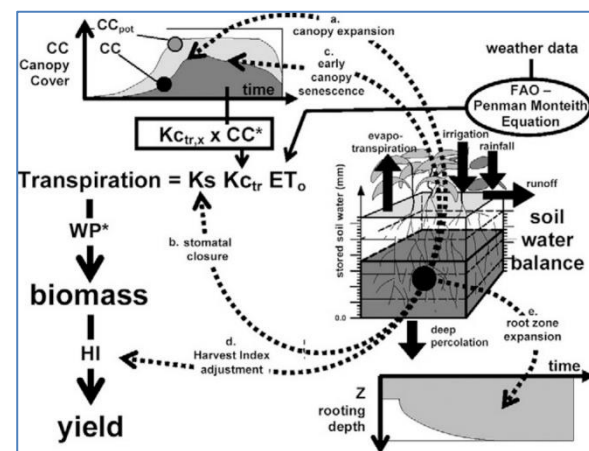 CCpot
CC
Canopy
Cover
CC
time
a.
canopy expansion
c.
early
canopy
senescence
weather data
FAO –
Penman Monteith
Equation
Kctr,x x CC*
Transpiration = Ks Kctr ETo
evapo-
transpiration
irrigation
rainfall
runoff
stored soil water (mm)
0.0
soil
water
balance
WP*
b. stomatal
closure
biomass
deep
percolation
e.
root zone
expansion
HI
d.
Harvest Index
adjustment
time
Z
rooting
depth
yield